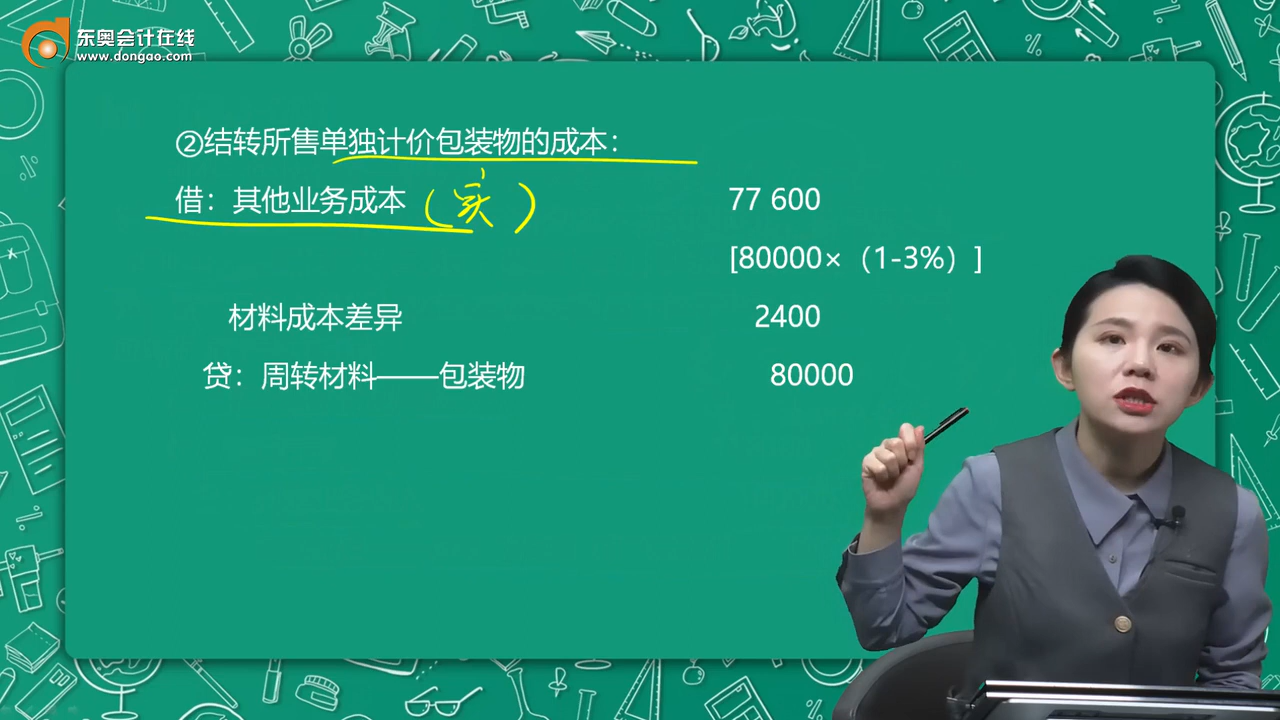 东奥会计在线
www.dongao.com
②结转所售单独计价包装物的成本：
借：其他业务成本（实） 77 600
[80000×（1-3%）]
材料成本差异 2400
贷：周转材料——包装物 80000